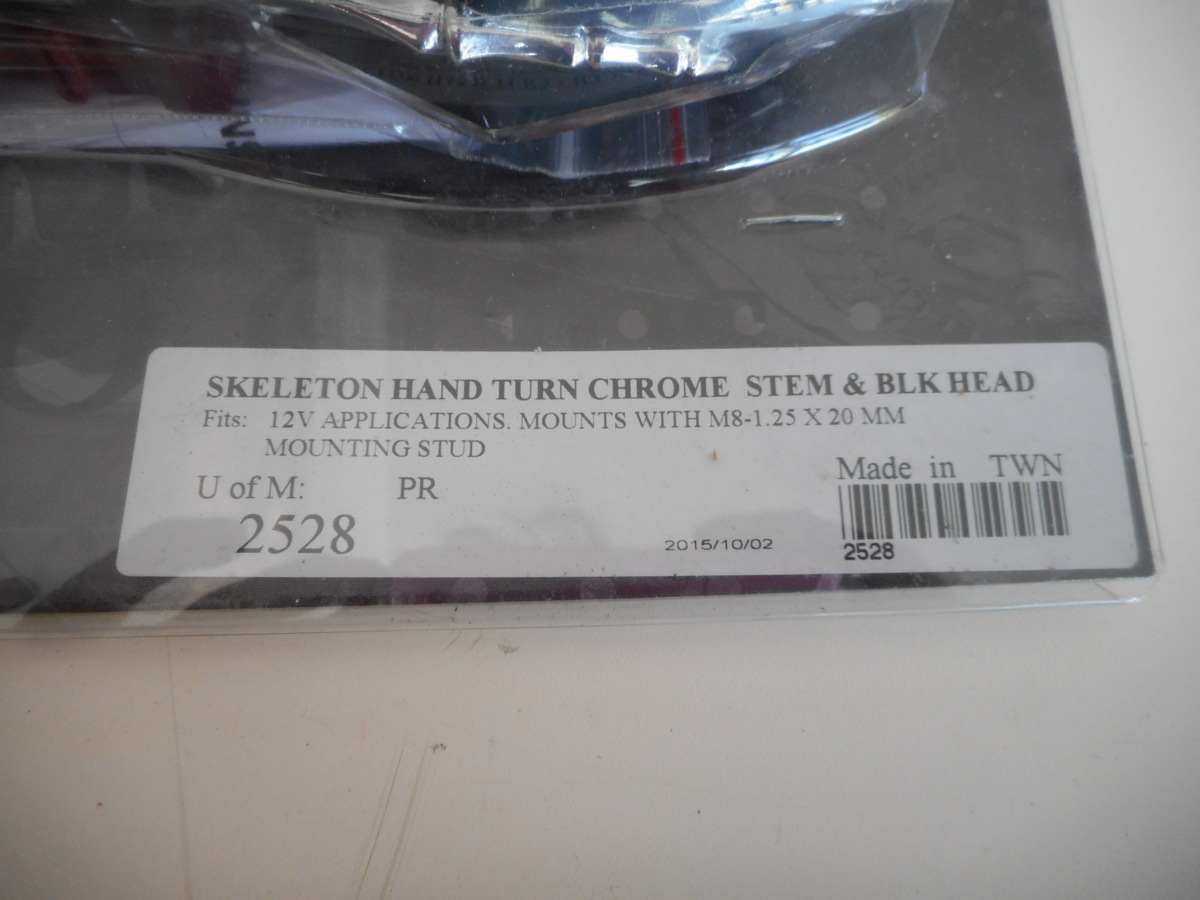 SKELETON HAND TURN CHROME STEM & BLK HEAD
Fits: 12V APPLICATIONS. MOUNTS WITH M8-1.25 X 20 MM
MOUNTING STUD
U of M: PR
Made in TWN
2528
2015/10/02
2528